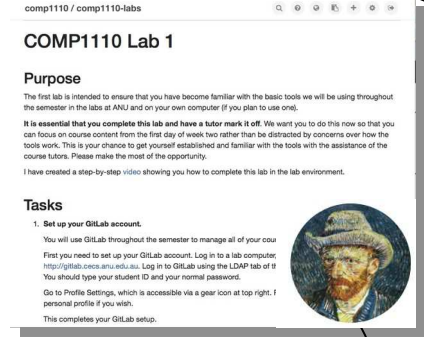 comp1110 / comp1110-labs
COMP1110 Lab 1
Purpose
The first lab is intended to ensure that you have become familiar with the basic tools we will be using throughout
the semester in the labs at ANU and on your own computer (if you plan to use one).
It is essential that you complete this lab and have a tutor mark it off. We want you to do this now so that you
can focus on course content from the first day of week two rather than be distracted by concerns over how the
tools work. This is your chance to get yourself established and familiar with the tools with the assistance of the
course tutors. Please make the most of the opportunity.
I have created a step-by-step video showing you how to complete this lab in the lab environment.
Tasks
1. Set up your GitLab account.
You will use GitLab throughout the semester to manage all of your cou
First you need to set up your GitLab account. Log in to a lab computer,
http://gitlab.cecs.anu.edu.au. Log in to GitLab using the LDAP tab of th
You should type your student ID and your normal password.
Go to Profile Settings, which is accessible via a gear icon at top right. F
personal profile if you wish.
This completes your GitLab setup.